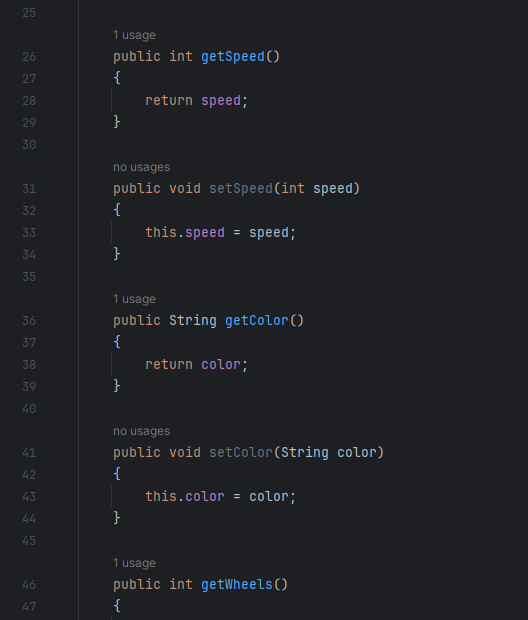 25
1 usage
26 public int getSpeed()
27 {
28 return speed;
29 }
30
no usages
31 public void setSpeed(int speed)
32 {
33 this.speed = speed;
34 }
35
1 usage
36 public String getColor()
37 {
38 return color;
39 }
40
no usages
41 public void setColor(String color)
42 {
43 this.color = color;
44 }
45
1 usage
46 public int getWheels()
47 {